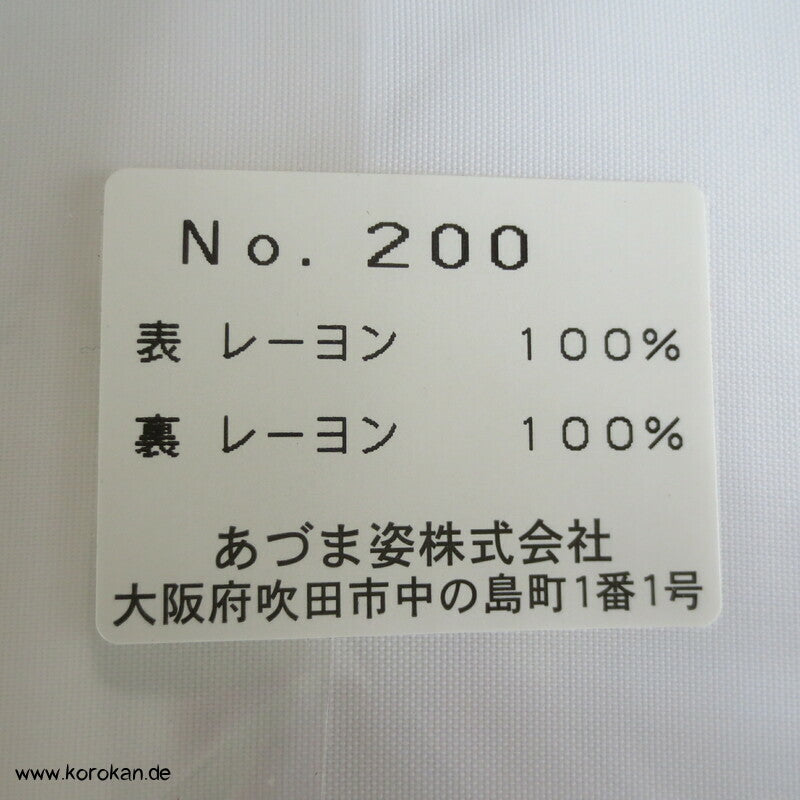 No. 200
表 レーヨン 100%
裏 レーヨン 100%
あづま姿株式会社
大阪府吹田市中の島町1番1号
www.korokan.de